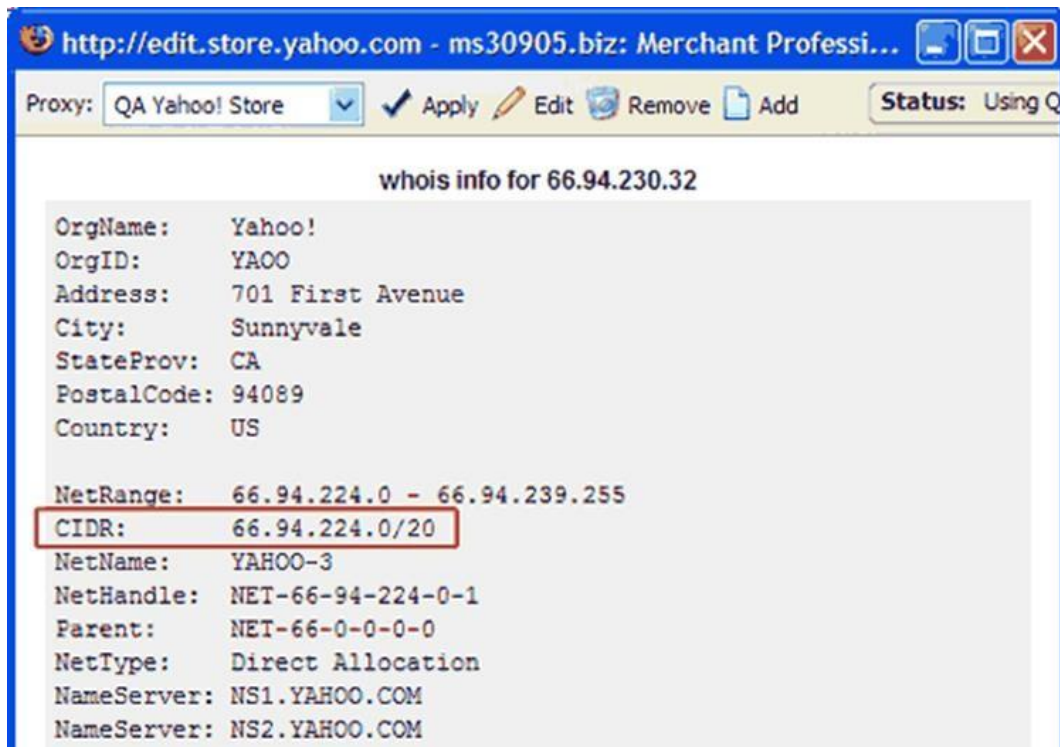 http://edit.store.yahoo.com - ms30905.biz: Merchant Professi...
Proxy: QA Yahoo! Store Apply Edit Remove Add Status: Using
whois info for 66.94.230.32
OrgName: Yahoo!
OrgID: YAOO
Address: 701 First Avenue
City: Sunnyvale
StateProv: CA
PostalCode: 94089
Country: US
NetRange: 66.94.224.0 - 66.94.239.255
CIDR: 66.94.224.0/20
NetName: YAHOO-3
NetHandle: NET-66-94-224-0-1
Parent: NET-66-0-0-0-0
NetType: Direct Allocation
NameServer: NS1.YAHOO.COM
NameServer: NS2.YAHOO.COM